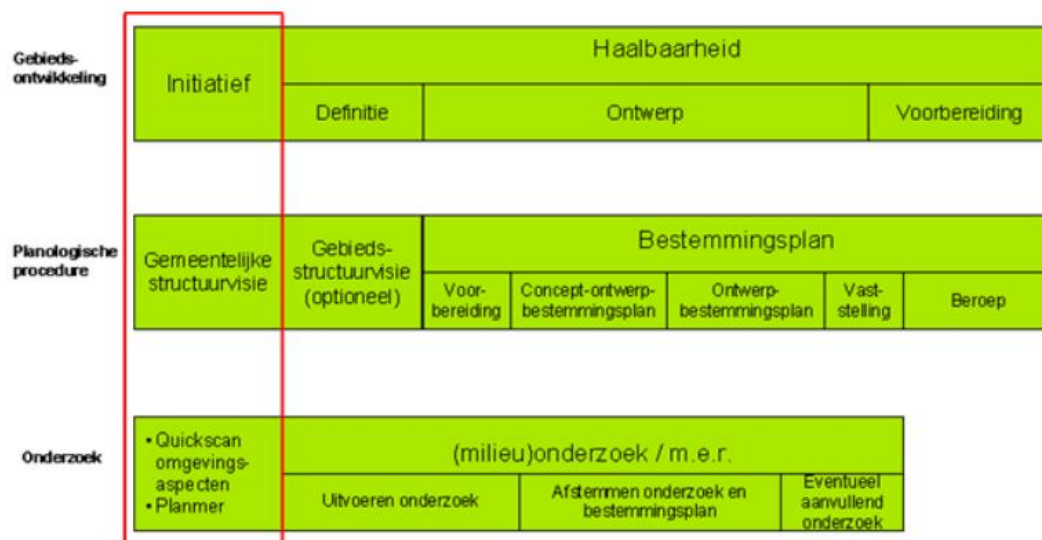 Gebieds-
ontwikkeling
Initiatief
Haalbaarheid
Definitie
Ontwerp
Voorbereiding
Planologische
procedure
Gemeentelijke
structuurvisie
Gebieds-
structuurvisie
(optioneel)
Bestemmingsplan
Voor-
bereiding
Concept-ontwerp-
bestemmingsplan
Ontwerp-
bestemmingsplan
Vast-
stelling
Beroep
Onderzoek
▪ Quickscan
omgevings-
aspecten
▪ Planmer
(milieu)onderzoek / m.e.r.
Uitvoeren onderzoek
Afstemmen onderzoek en
bestemmingsplan
Eventueel
aanvullend
onderzoek